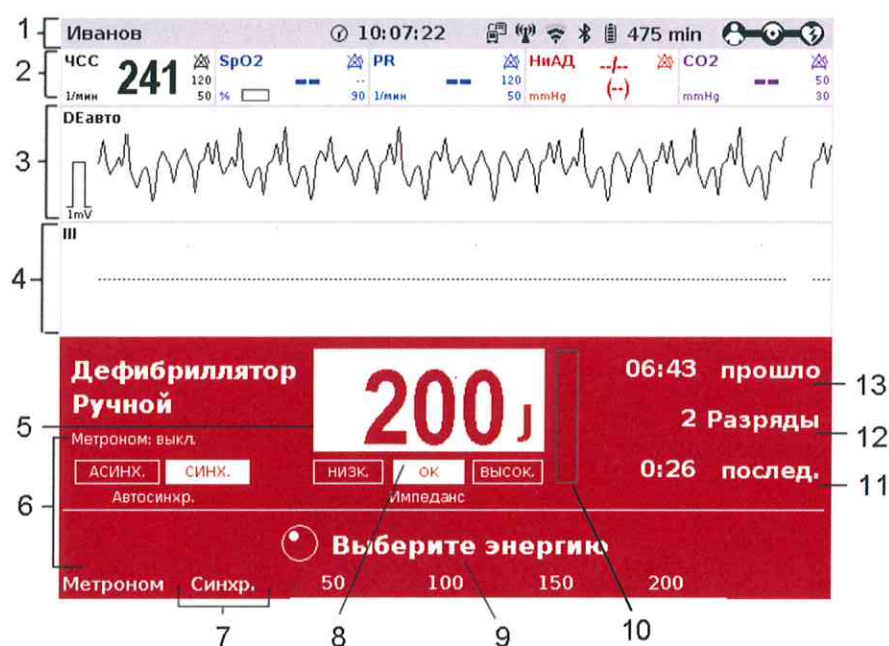 1
Иванов 10:07:22 475 min
2
ЧСС 241 120 50 1/мин
SpO2 -- -- 90 %
PR -- 120 50 1/мин
НиАД --/-- (--) mmHg
CO2 -- 50 30 mmHg
3
DEавто
1mV
4
III
Дефибриллятор
Ручной
200 J
06:43 прошло
13
5
Метроном: выкл.
2 Разряды
12
АСИНХ. СИНХ. НИЗК. ОК ВЫСОК.
0:26 послед.
11
6
Автосинхр. Импеданс
Выберите энергию
Метроном Синхр. 50 100 150 200
7 8 9 10